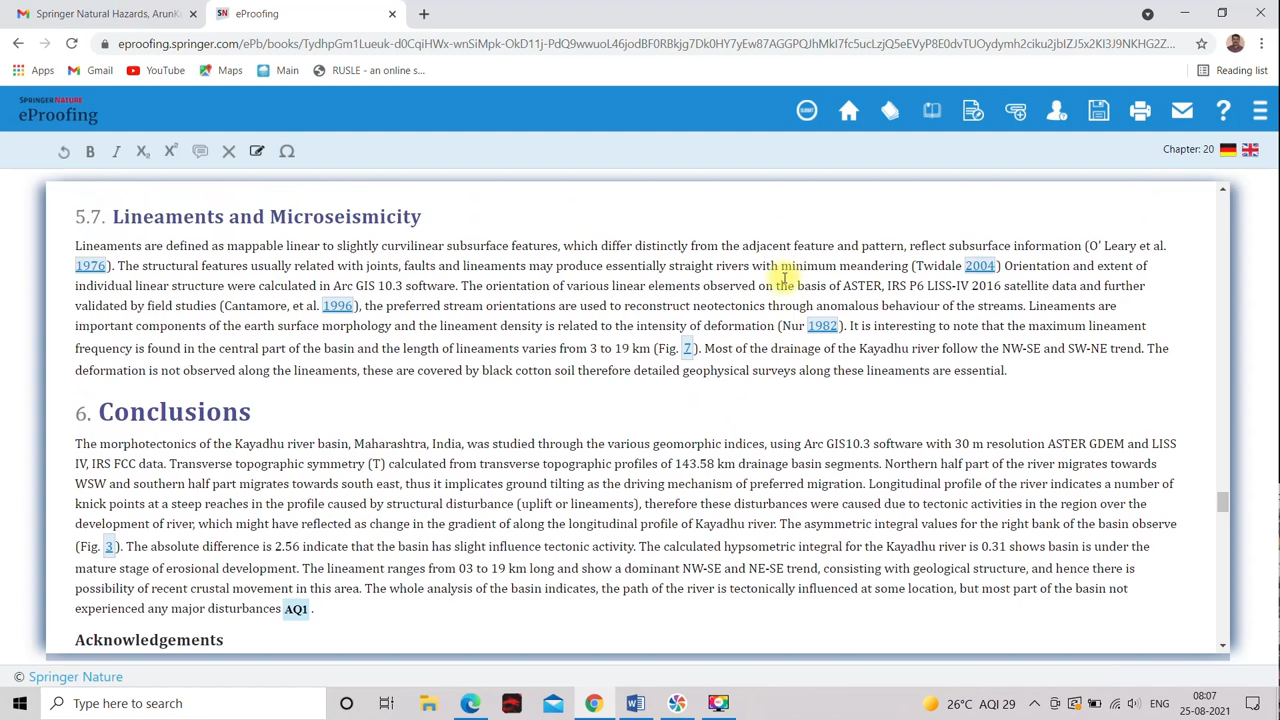 Springer Natural Hazards, ArunKu
eProofing
eproofing.springer.com/ePb/books/TydhpGm1Lueuk-d0CqiHWx-wnSiMpk-OkO11i-PdQ9wwuoL46jodBF0RBkjg7Dk0HY7yEw87AGGPOJhMkI7fc5ucLzjQ5eEVyP8E0dvTUOydymh2ciku2jbIZJ5x2KI3J9NKHG2Z...
Apps Gmail YouTube Maps Main RUSLE - an online s... Reading list
SPRINGER NATURE
eProofing
SUBMIT
Chapter: 20
5.7. Lineaments and Microseismicity
Lineaments are defined as mappable linear to slightly curvilinear subsurface features, which differ distinctly from the adjacent feature and pattern, reflect subsurface information (O' Leary et al.
1976). The structural features usually related with joints, faults and lineaments may produce essentially straight rivers with minimum meandering (Twidale 2004) Orientation and extent of
individual linear structure were calculated in Arc GIS 10.3 software. The orientation of various linear elements observed on the basis of ASTER, IRS P6 LISS-IV 2016 satellite data and further
validated by field studies (Cantamore, et al. 1996), the preferred stream orientations are used to reconstruct neotectonics through anomalous behaviour of the streams. Lineaments are
important components of the earth surface morphology and the lineament density is related to the intensity of deformation (Nur 1982). It is interesting to note that the maximum lineament
frequency is found in the central part of the basin and the length of lineaments varies from 3 to 19 km (Fig. 7). Most of the drainage of the Kayadhu river follow the NW-SE and SW-NE trend. The
deformation is not observed along the lineaments, these are covered by black cotton soil therefore detailed geophysical surveys along these lineaments are essential.
6. Conclusions
The morphotectonics of the Kayadhu river basin, Maharashtra, India, was studied through the various geomorphic indices, using Arc GIS10.3 software with 30 m resolution ASTER GDEM and LISS
IV, IRS FCC data. Transverse topographic symmetry (T) calculated from transverse topographic profiles of 143.58 km drainage basin segments. Northern half part of the river migrates towards
WSW and southern half part migrates towards south east, thus it implicates ground tilting as the driving mechanism of preferred migration. Longitudinal profile of the river indicates a number of
knick points at a steep reaches in the profile caused by structural disturbance (uplift or lineaments), therefore these disturbances were caused due to tectonic activities in the region over the
development of river, which might have reflected as change in the gradient of along the longitudinal profile of Kayadhu river. The asymmetric integral values for the right bank of the basin observe
(Fig. 3). The absolute difference is 2.56 indicate that the basin has slight influence tectonic activity. The calculated hypsometric integral for the Kayadhu river is 0.31 shows basin is under the
mature stage of erosional development. The lineament ranges from 03 to 19 km long and show a dominant NW-SE and NE-SE trend, consisting with geological structure, and hence there is
possibility of recent crustal movement in this area. The whole analysis of the basin indicates, the path of the river is tectonically influenced at some location, but most part of the basin not
experienced any major disturbances AQ1 .
Acknowledgements
© Springer Nature
Type here to search
26°C AQI 29
08:07
25-08-2021